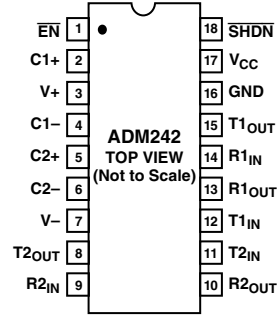 EN 1 18 SHDN
C1+ 2 17 VCC
V+ 3 16 GND
C1– 4 15 T1OUT
ADM242
C2+ 5 14 R1IN
TOP VIEW
(Not to Scale)
C2– 6 13 R1OUT
V– 7 12 T1IN
T2OUT 8 11 T2IN
R2IN 9 10 R2OUT